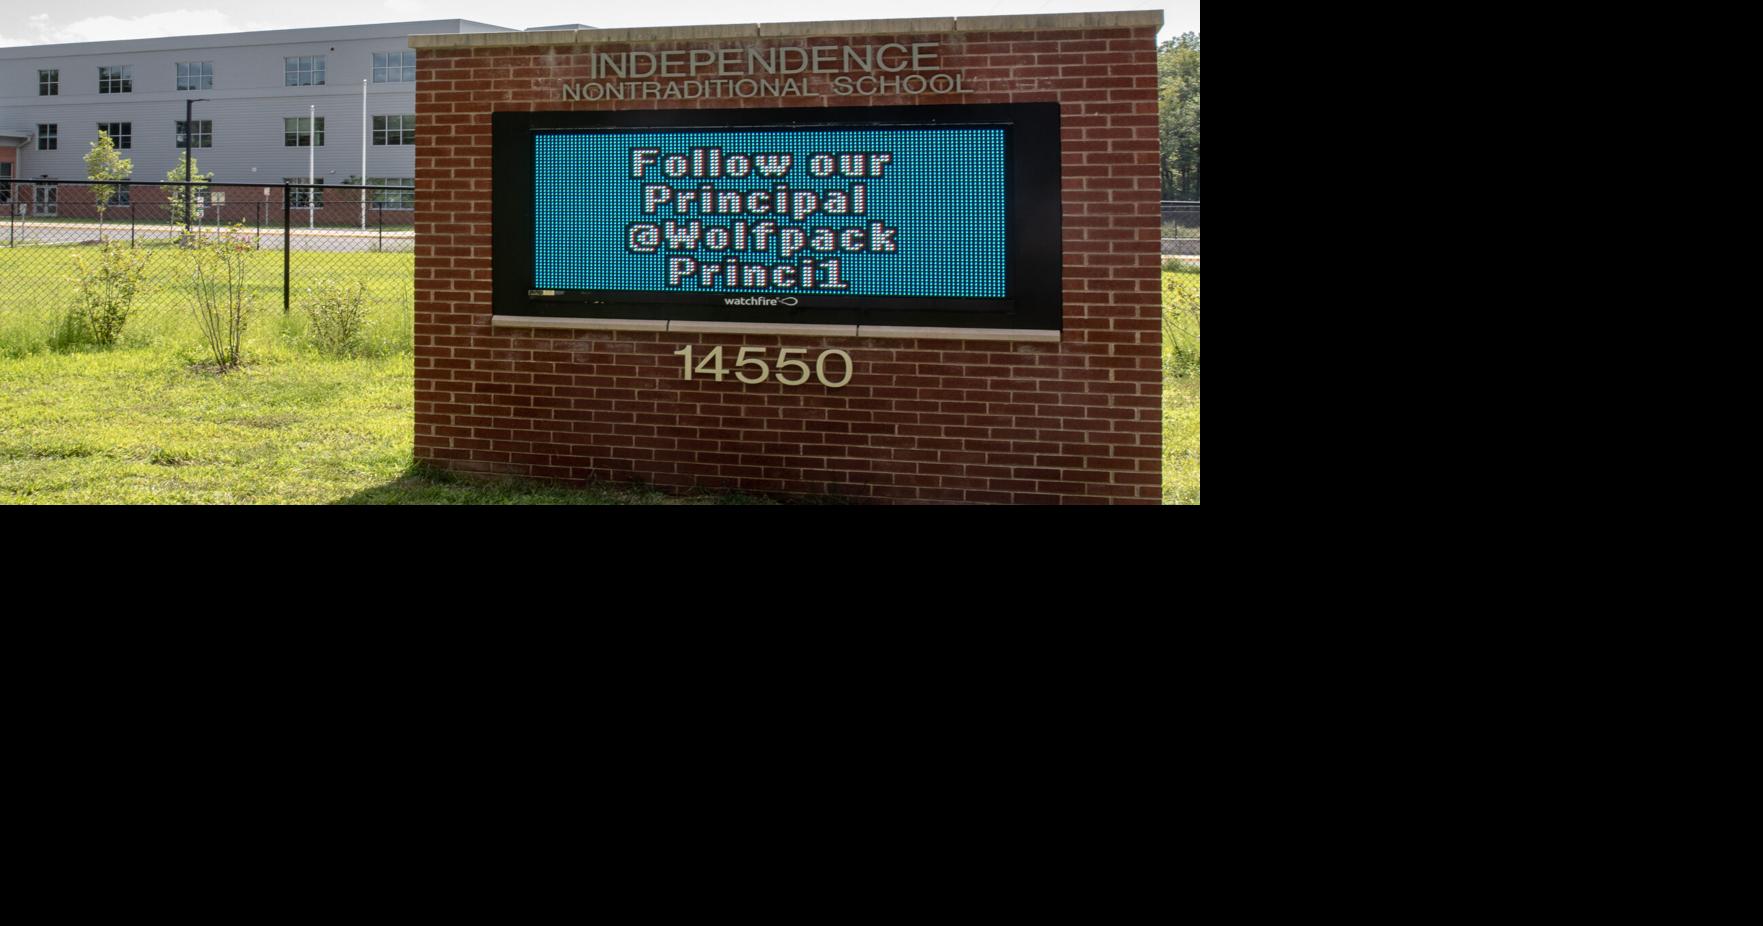 INDEPENDENCE
NONTRADITIONAL SCHOOL
Follow our
Principal
@Wolfpack
Princi1
watchfire
14550